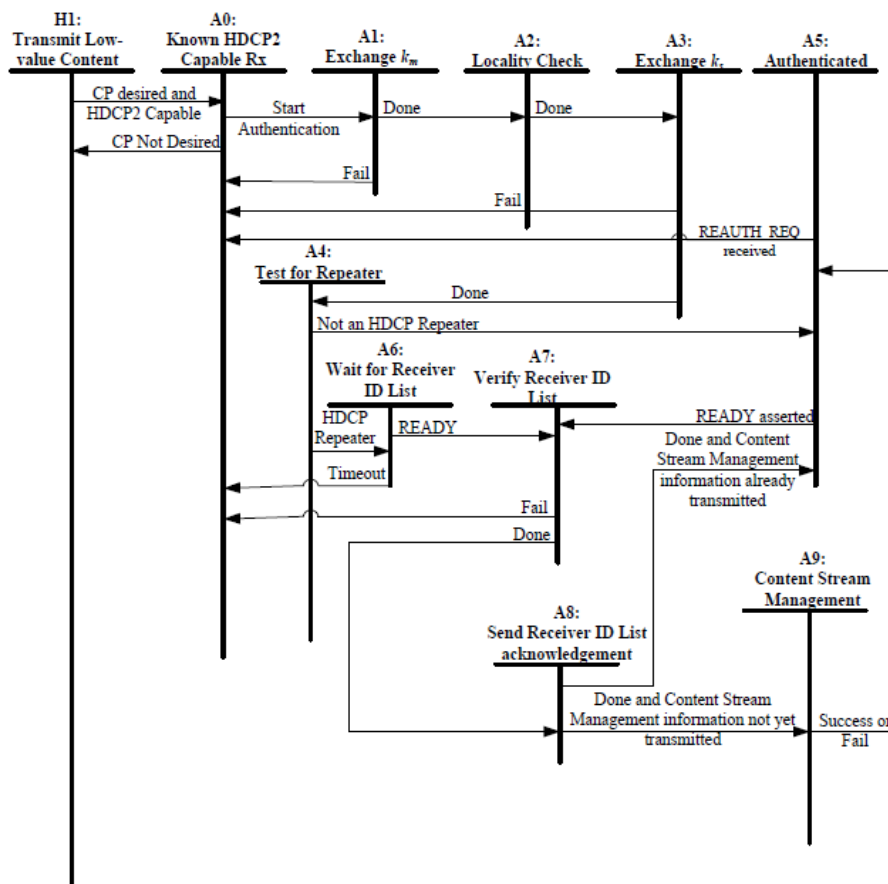 H1:
Transmit Low-
value Content
A0:
Known HDCP2
Capable Rx
A1:
Exchange km
A2:
Locality Check
A3:
Exchange ks
A5:
Authenticated
CP desired and
HDCP2 Capable
Start
Authentication
Done
Done
CP Not Desired
Fail
Fail
REAUTH_REQ
received
A4:
Test for Repeater
Done
Not an HDCP Repeater
A6:
Wait for Receiver
ID List
A7:
Verify Receiver ID
List
HDCP
Repeater
READY
READY asserted
Done and Content
Stream Management
information already
transmitted
Timeout
Fail
Done
A9:
Content Stream
Management
A8:
Send Receiver ID List
acknowledgement
Done and Content Stream
Management information not yet
transmitted
Success or
Fail